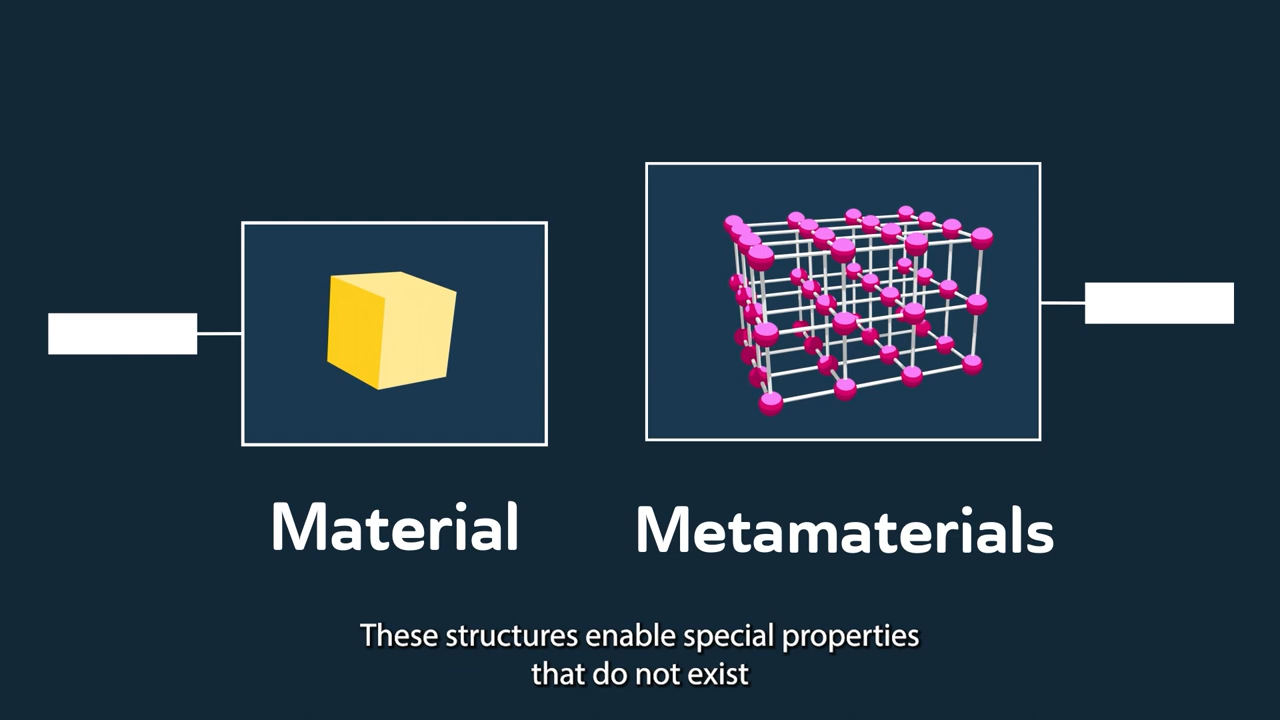 Material
Metamaterials
These structures enable special properties
that do not exist